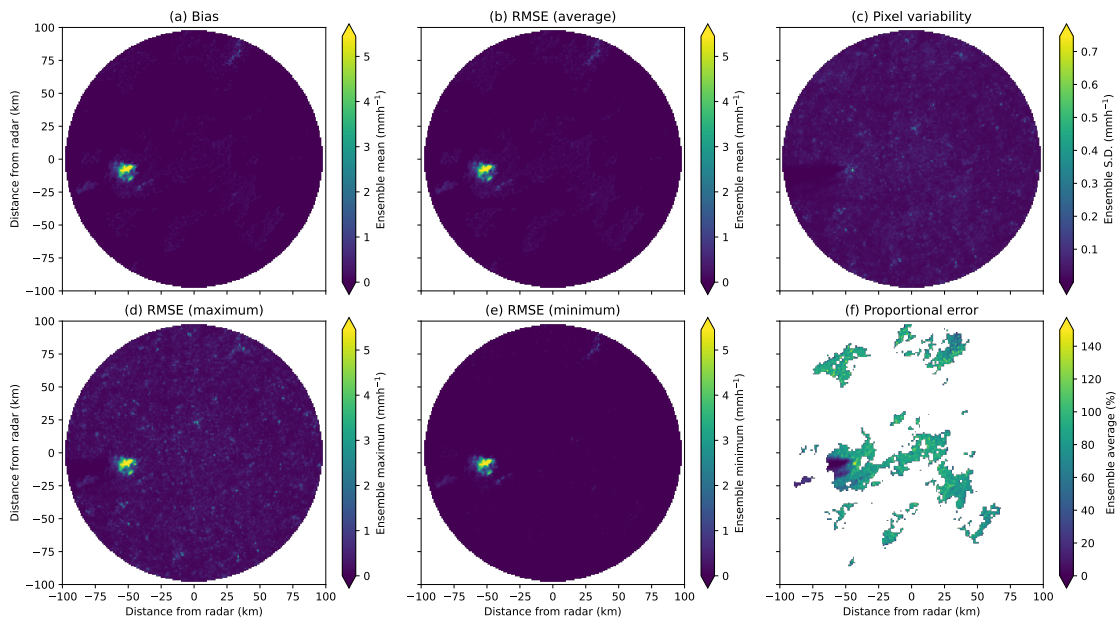 (a) Bias
(b) RMSE (average)
(c) Pixel variability
100
75
50
25
0
−25
−50
−75
−100
Distance from radar (km)
5
4
3
2
1
0
Ensemble mean (mmh⁻¹)
5
4
3
2
1
0
Ensemble mean (mmh⁻¹)
0.7
0.6
0.5
0.4
0.3
0.2
0.1
Ensemble S.D. (mmh⁻¹)
(d) RMSE (maximum)
(e) RMSE (minimum)
(f) Proportional error
100
75
50
25
0
−25
−50
−75
−100
Distance from radar (km)
5
4
3
2
1
0
Ensemble maximum (mmh⁻¹)
5
4
3
2
1
0
Ensemble minimum (mmh⁻¹)
140
120
100
80
60
40
20
0
Ensemble average (%)
−100 −75 −50 −25 0 25 50 75 100
−100 −75 −50 −25 0 25 50 75 100
−100 −75 −50 −25 0 25 50 75 100
Distance from radar (km)
Distance from radar (km)
Distance from radar (km)